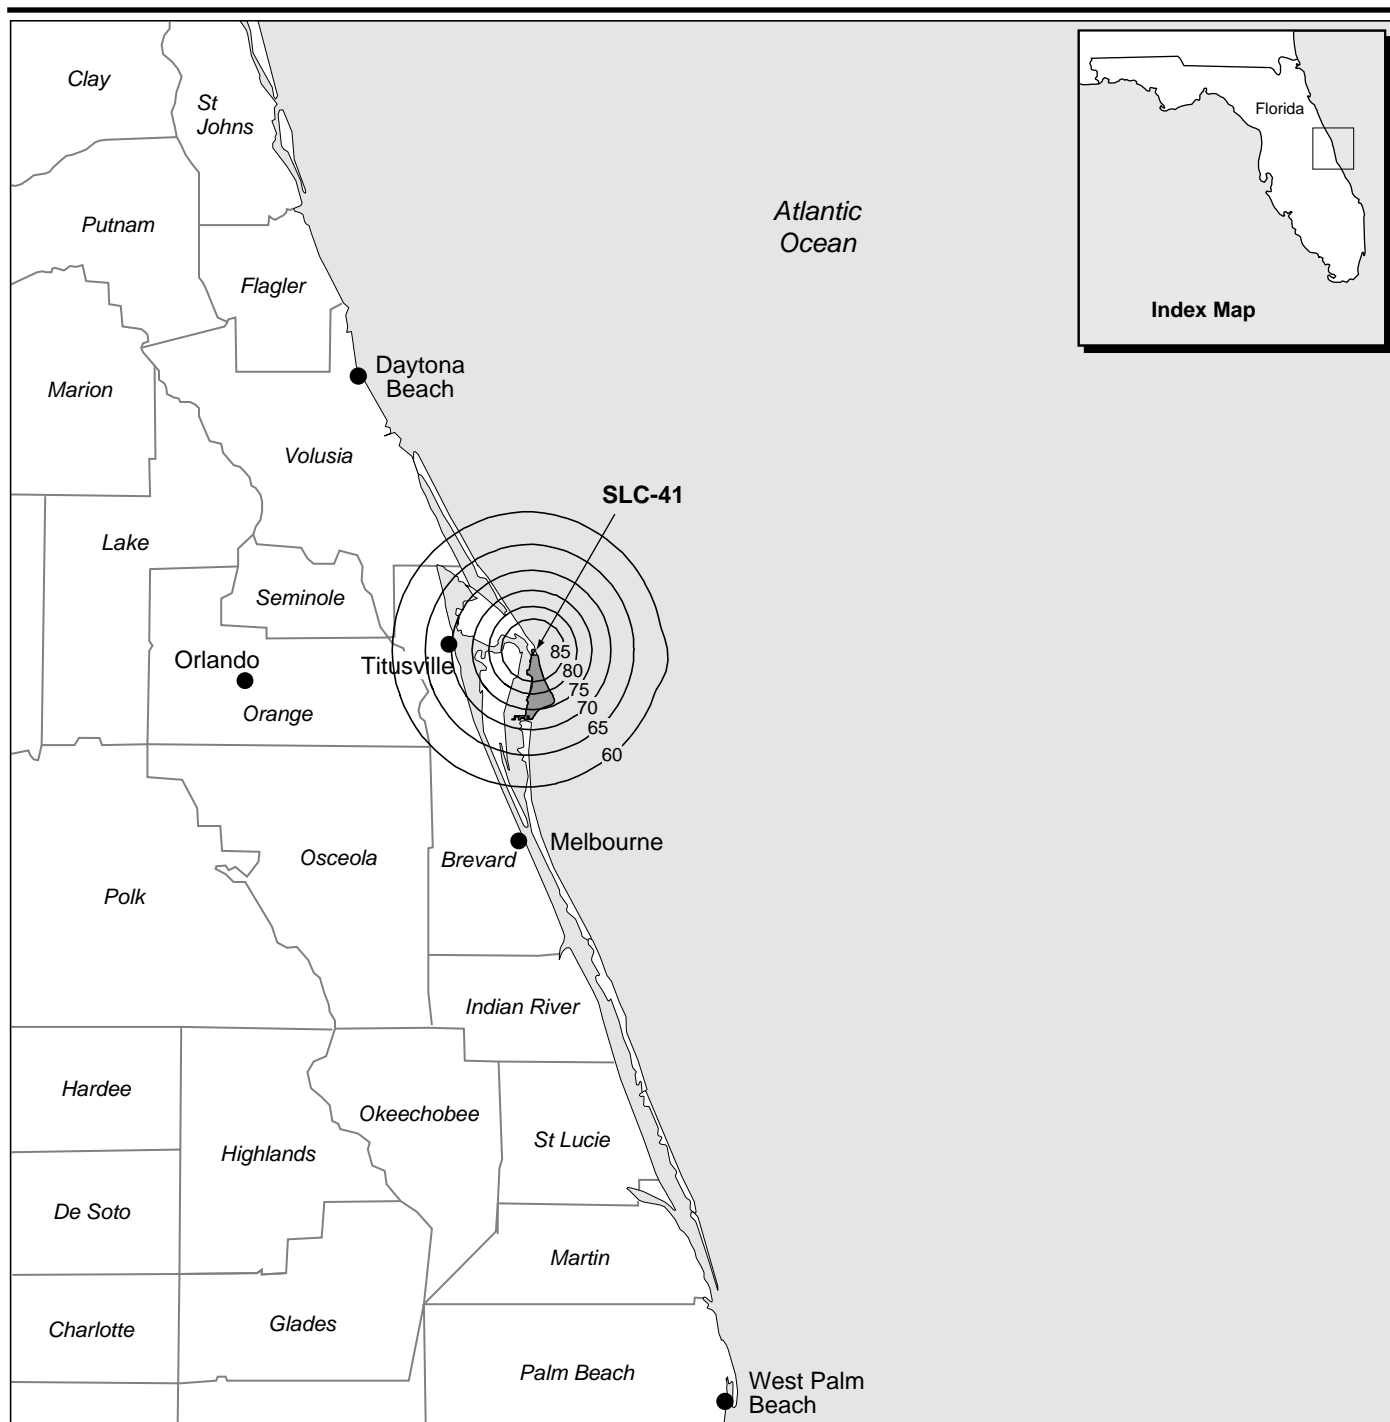 Clay
St
Johns
Florida
Atlantic
Ocean
Putnam
Flagler
Index Map
Daytona
Beach
Marion
Volusia
SLC-41
Lake
Seminole
Orlando
Titusville
85
80
75
70
65
60
Orange
Melbourne
Osceola
Brevard
Polk
Indian River
Hardee
Okeechobee
St Lucie
Highlands
De Soto
Martin
Glades
Charlotte
Palm Beach
West Palm
Beach